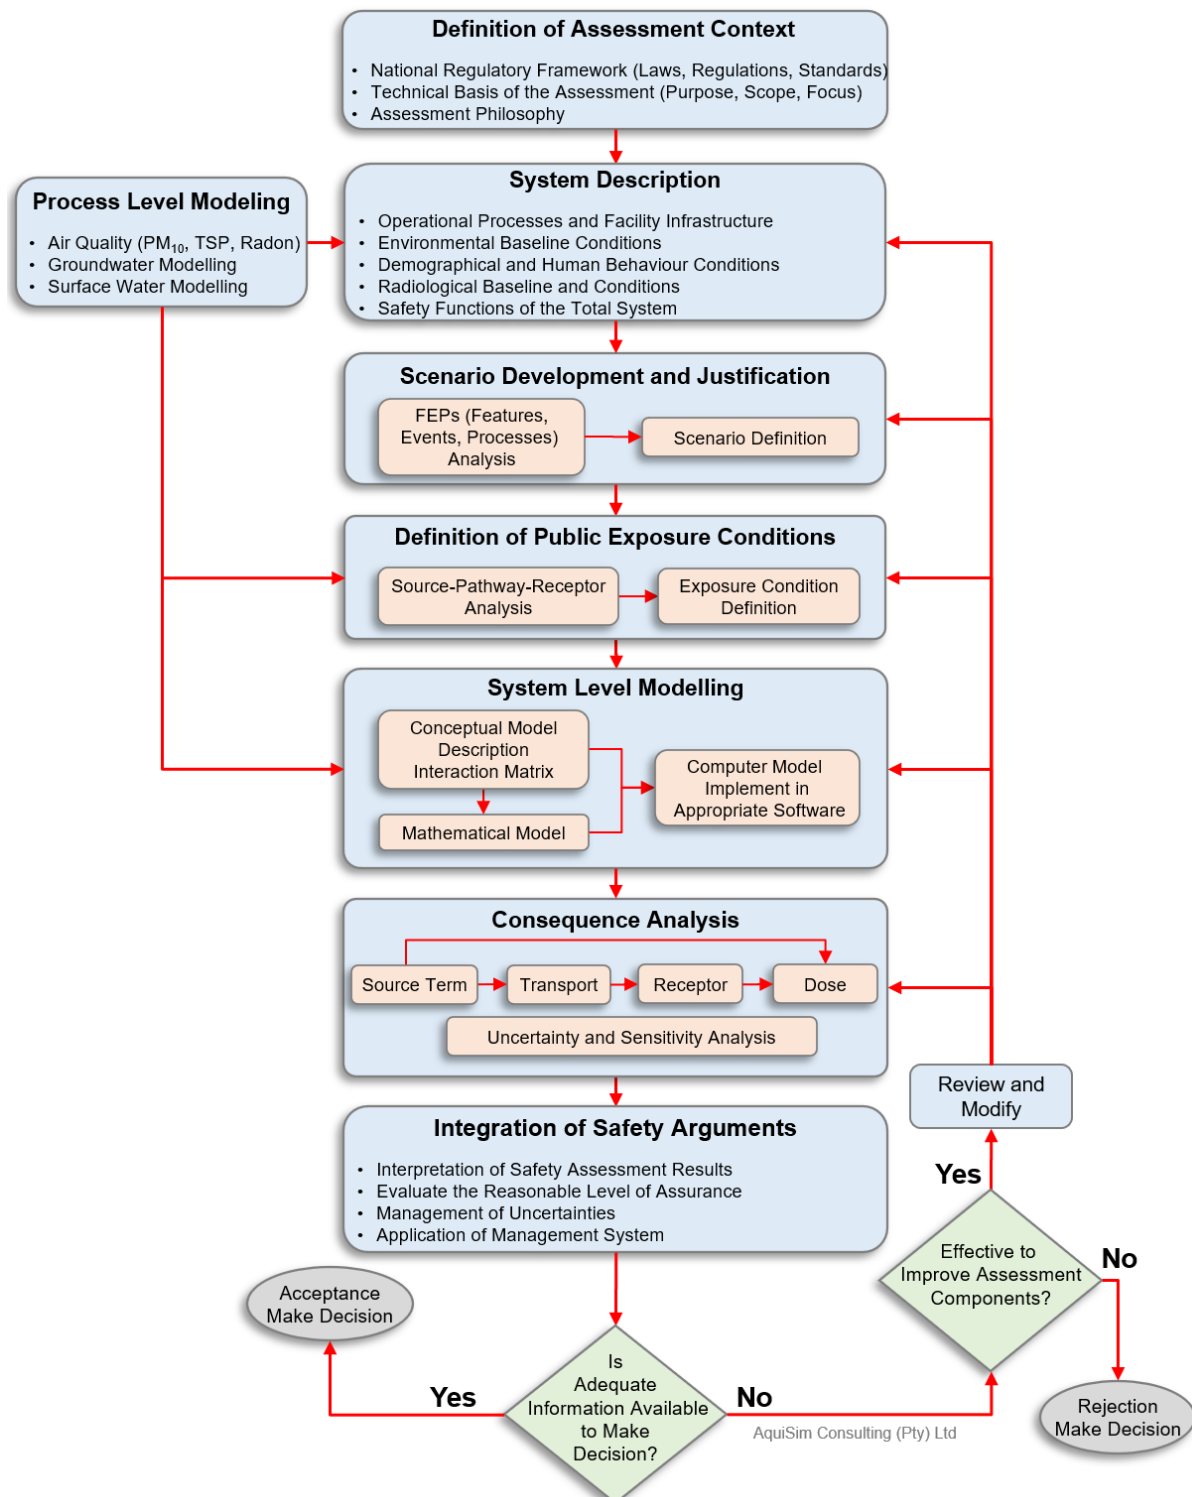 Definition of Assessment Context
• National Regulatory Framework (Laws, Regulations, Standards)
• Technical Basis of the Assessment (Purpose, Scope, Focus)
• Assessment Philosophy
Process Level Modeling
• Air Quality (PM₁₀, TSP, Radon)
• Groundwater Modelling
• Surface Water Modelling
System Description
• Operational Processes and Facility Infrastructure
• Environmental Baseline Conditions
• Demographical and Human Behaviour Conditions
• Radiological Baseline and Conditions
• Safety Functions of the Total System
Scenario Development and Justification
FEPs (Features,
Events, Processes)
Analysis
Scenario Definition
Definition of Public Exposure Conditions
Source-Pathway-Receptor
Analysis
Exposure Condition
Definition
System Level Modelling
Conceptual Model
Description
Interaction Matrix
Mathematical Model
Computer Model
Implement in
Appropriate Software
Consequence Analysis
Source Term
Transport
Receptor
Dose
Uncertainty and Sensitivity Analysis
Integration of Safety Arguments
• Interpretation of Safety Assessment Results
• Evaluate the Reasonable Level of Assurance
• Management of Uncertainties
• Application of Management System
Review and
Modify
Yes
Effective to
Improve Assessment
Components?
No
Acceptance
Make Decision
Yes
Is
Adequate
Information Available
to Make
Decision?
No
AquiSim Consulting (Pty) Ltd
Rejection
Make Decision